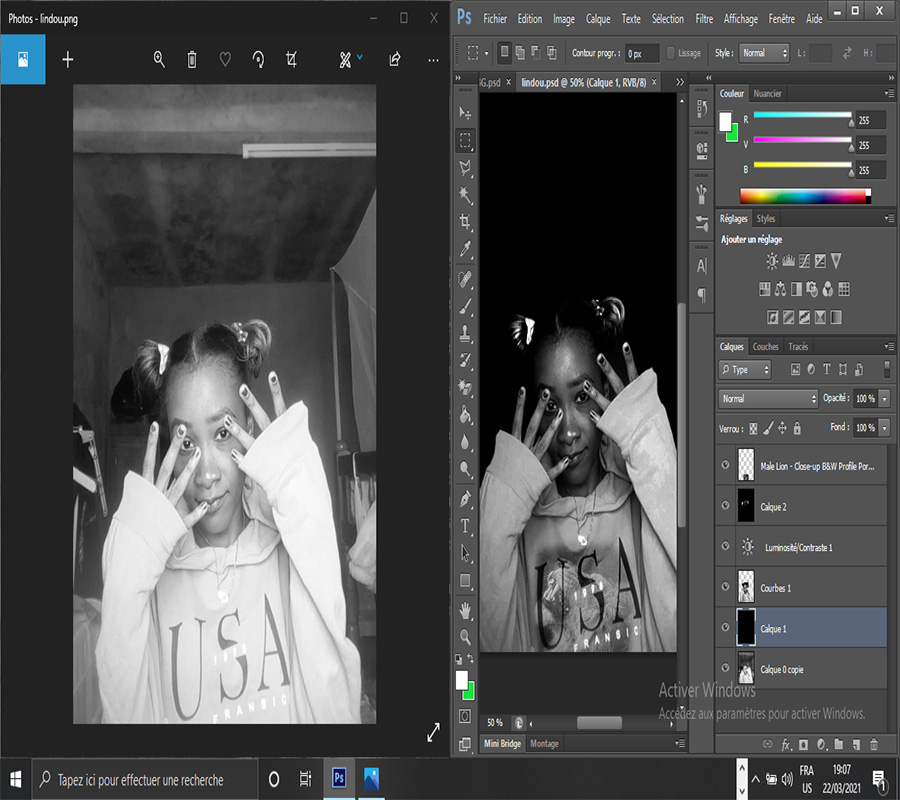 Photos - lindou.png
USA
1976
FRANSIC
Ps
Fichier Edition Image Calque Texte Sélection Filtre Affichage Fenêtre Aide
Contour progr. : 0 px Lissage Style : Normal L : H :
G.psd × lindou.psd @ 50% (Calque 1, RVB/8) ×
USA
FRANSIC
50 %
Mini Bridge Montage
Couleur Nuancier
R 255
V 255
B 255
Réglages Styles
Ajouter un réglage
Calques Couches Tracés
Type
Normal Opacité : 100 %
Verrou : Fond : 100 %
Male Lion - Close-up B&W Profile Por...
Calque 2
Luminosité/Contraste 1
Courbes 1
Calque 1
Calque 0 copie
Activer Windows
Accédez aux paramètres pour activer Windows.
Tapez ici pour effectuer une recherche
Ps
FRA
US
19:07
22/03/2021
1